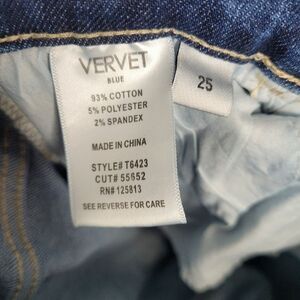 VERVET
BLUE
93% COTTON
5% POLYESTER
2% SPANDEX
MADE IN CHINA
STYLE# T6423
CUT# 55652
RN# 125813
SEE REVERSE FOR CARE
25